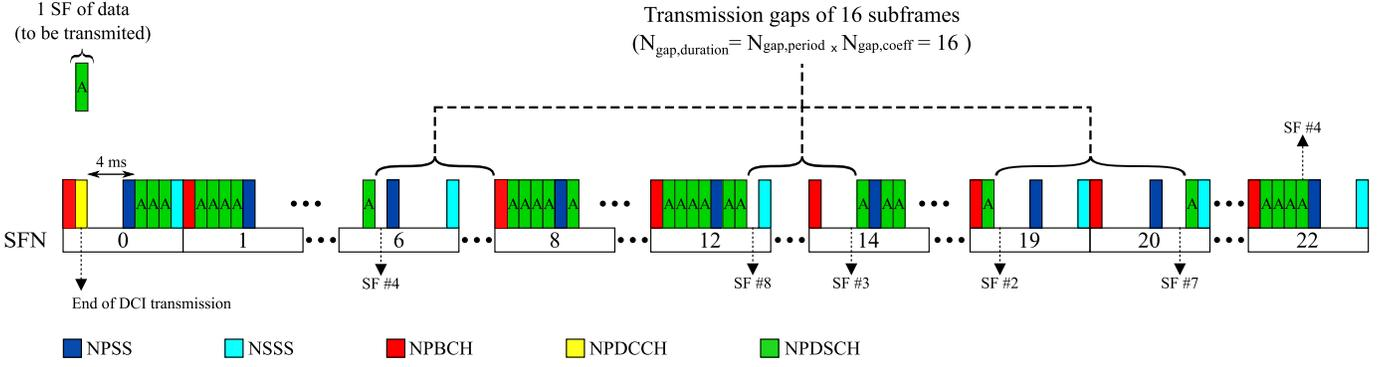 1 SF of data
(to be transmited)
A
Transmission gaps of 16 subframes
(Ngap,duration= Ngap,period x Ngap,coeff = 16 )
4 ms
SF #4
A A A A A A A A A A A A A A A A A A A A A A A A A A A A A
SFN 0 1 6 8 12 14 19 20 22
SF #4 SF #8 SF #3 SF #2 SF #7
End of DCI transmission
NPSS NSSS NPBCH NPDCCH NPDSCH